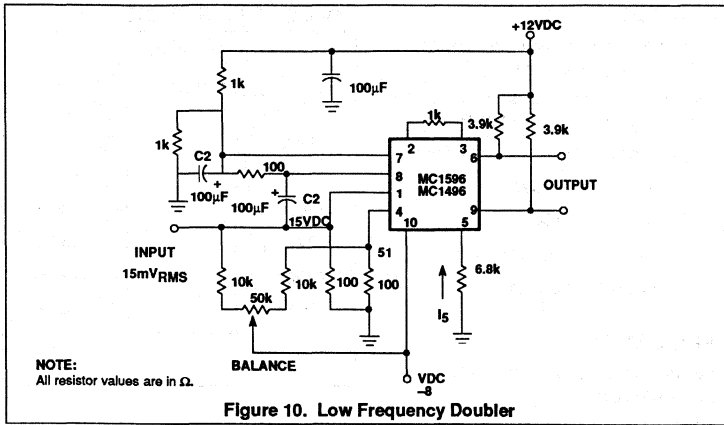 +12VDC
1k
100μF
1k
3.9k
3.9k
1k
2
3
C2
100
7
6
8
MC1596
MC1496
+
100μF
+
100μF
C2
1
OUTPUT
15VDC
4
10
9
5
INPUT
15mVRMS
51
10k
10k
100
100
6.8k
50k
I5
NOTE:
All resistor values are in Ω.
BALANCE
VDC
–8
Figure 10. Low Frequency Doubler